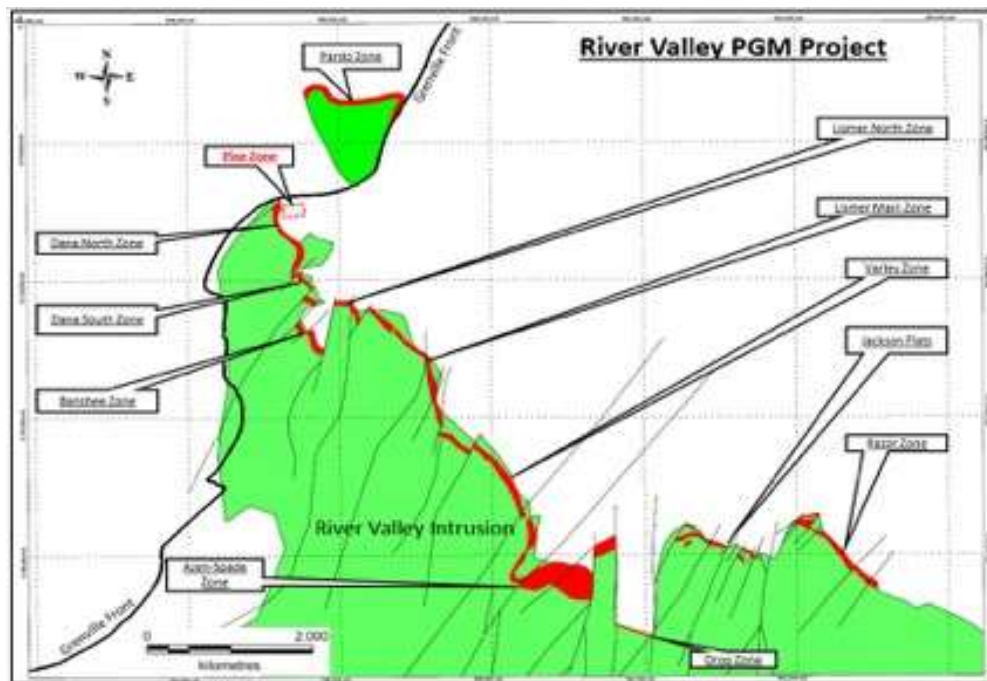 River Valley PGM Project
N
W E
S
Pardo Zone
Grenville Front
Pine Zone
Lismer North Zone
Lismer Main Zone
Dana North Zone
Varley Zone
Dana South Zone
Jackson Flats
Banshee Zone
Razor Zone
River Valley Intrusion
Azen-Spade
Zone
Grenville Front
0 2 000
kilometres
Drop Zone